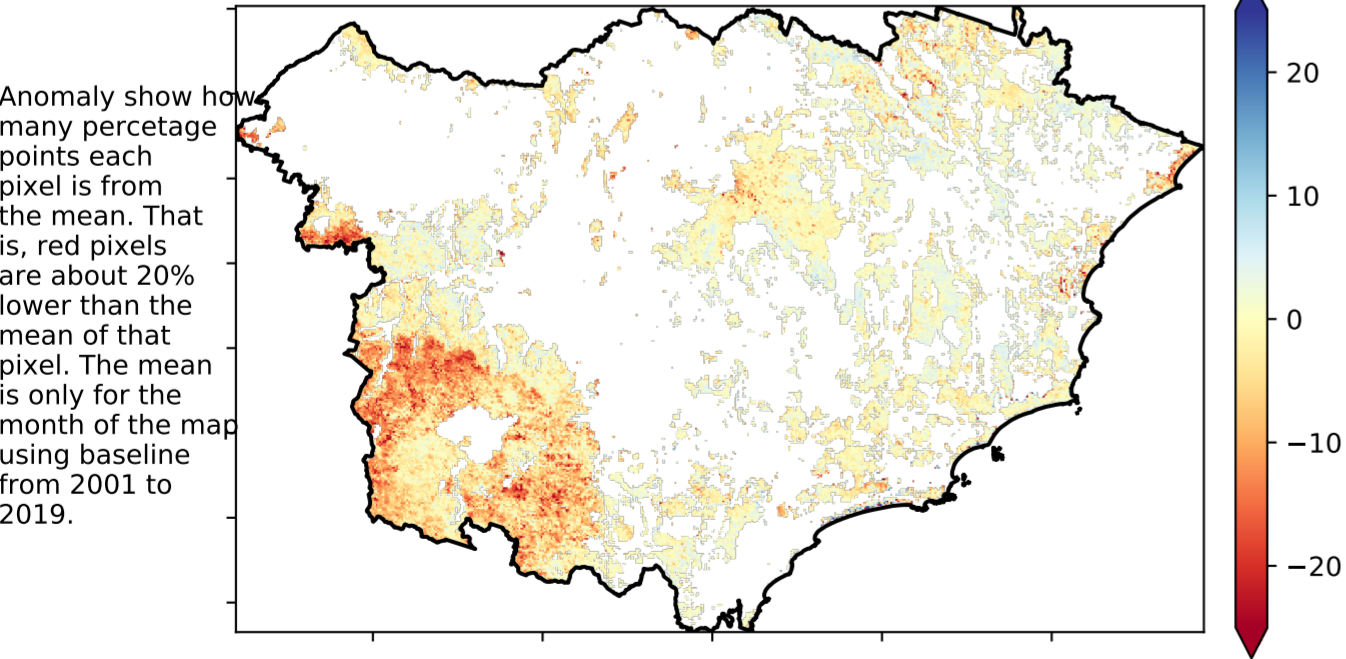 Anomaly show how
many percetage
points each
pixel is from
the mean. That
is, red pixels
are about 20%
lower than the
mean of that
pixel. The mean
is only for the
month of the map
using baseline
from 2001 to
2019.
20
10
0
−10
−20